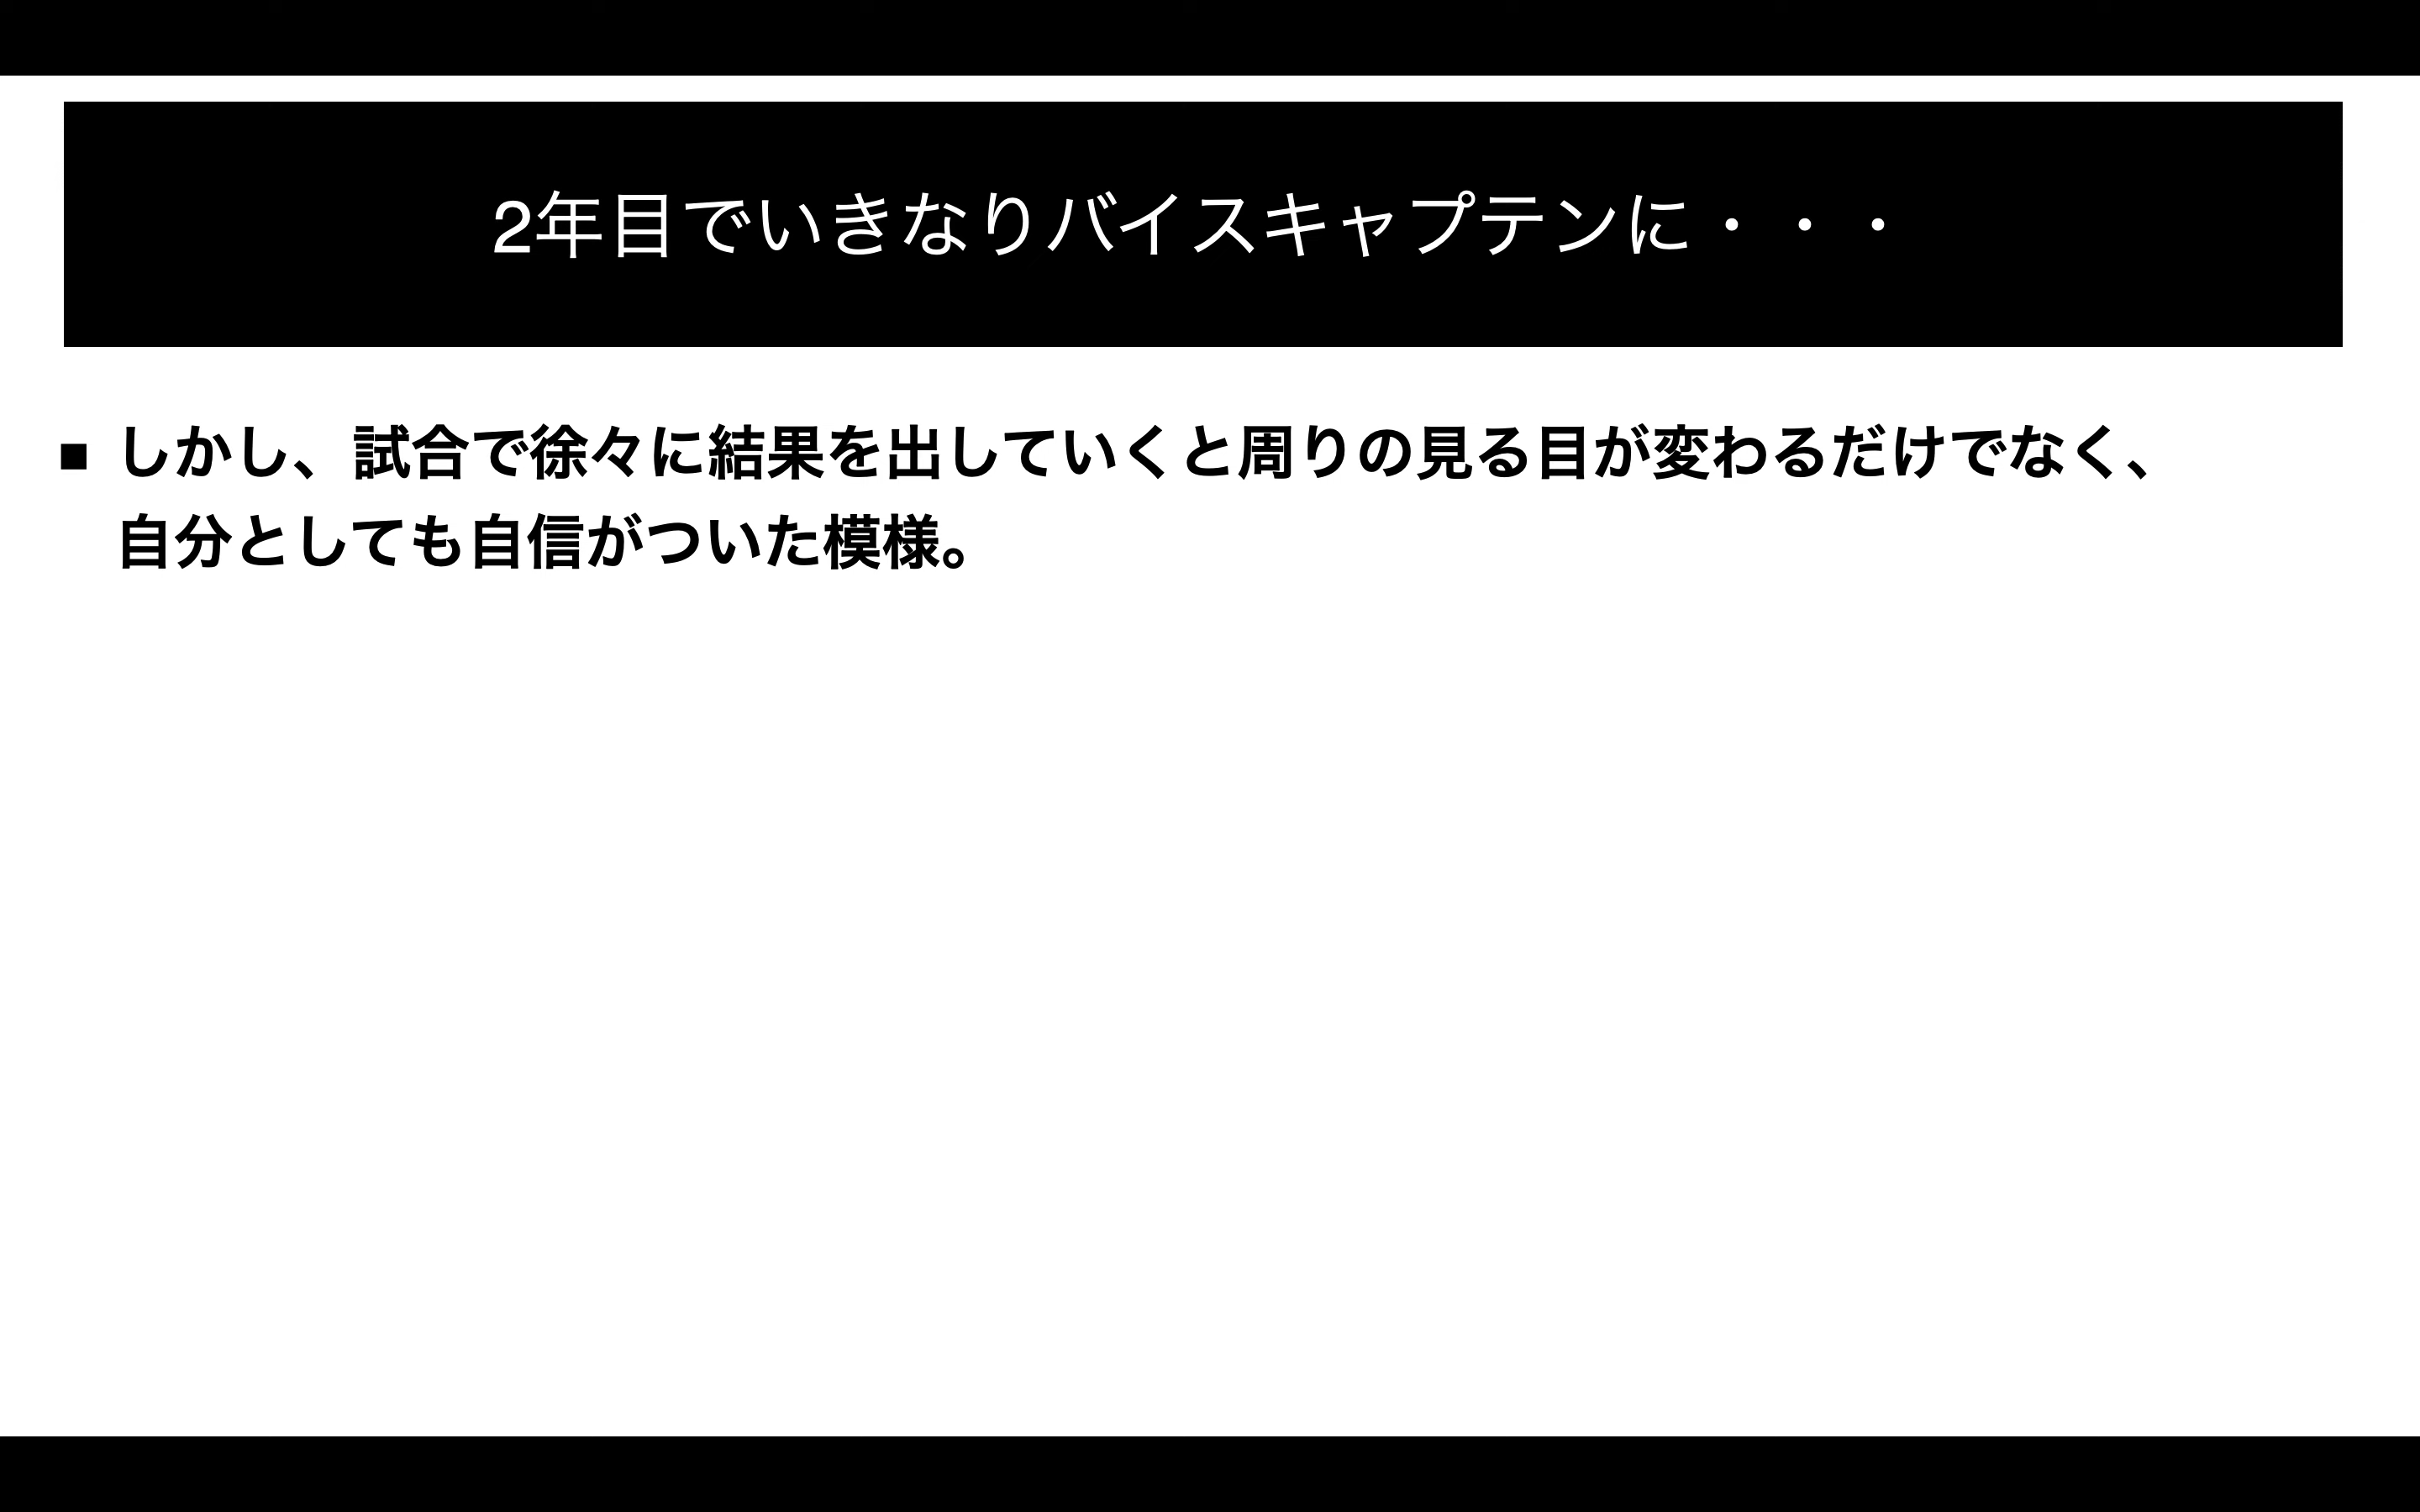 2年目でいきなりバイスキャプテンに・・・
■ しかし、試合で徐々に結果を出していくと周りの見る目が変わるだけでなく、
自分としても自信がついた模様。